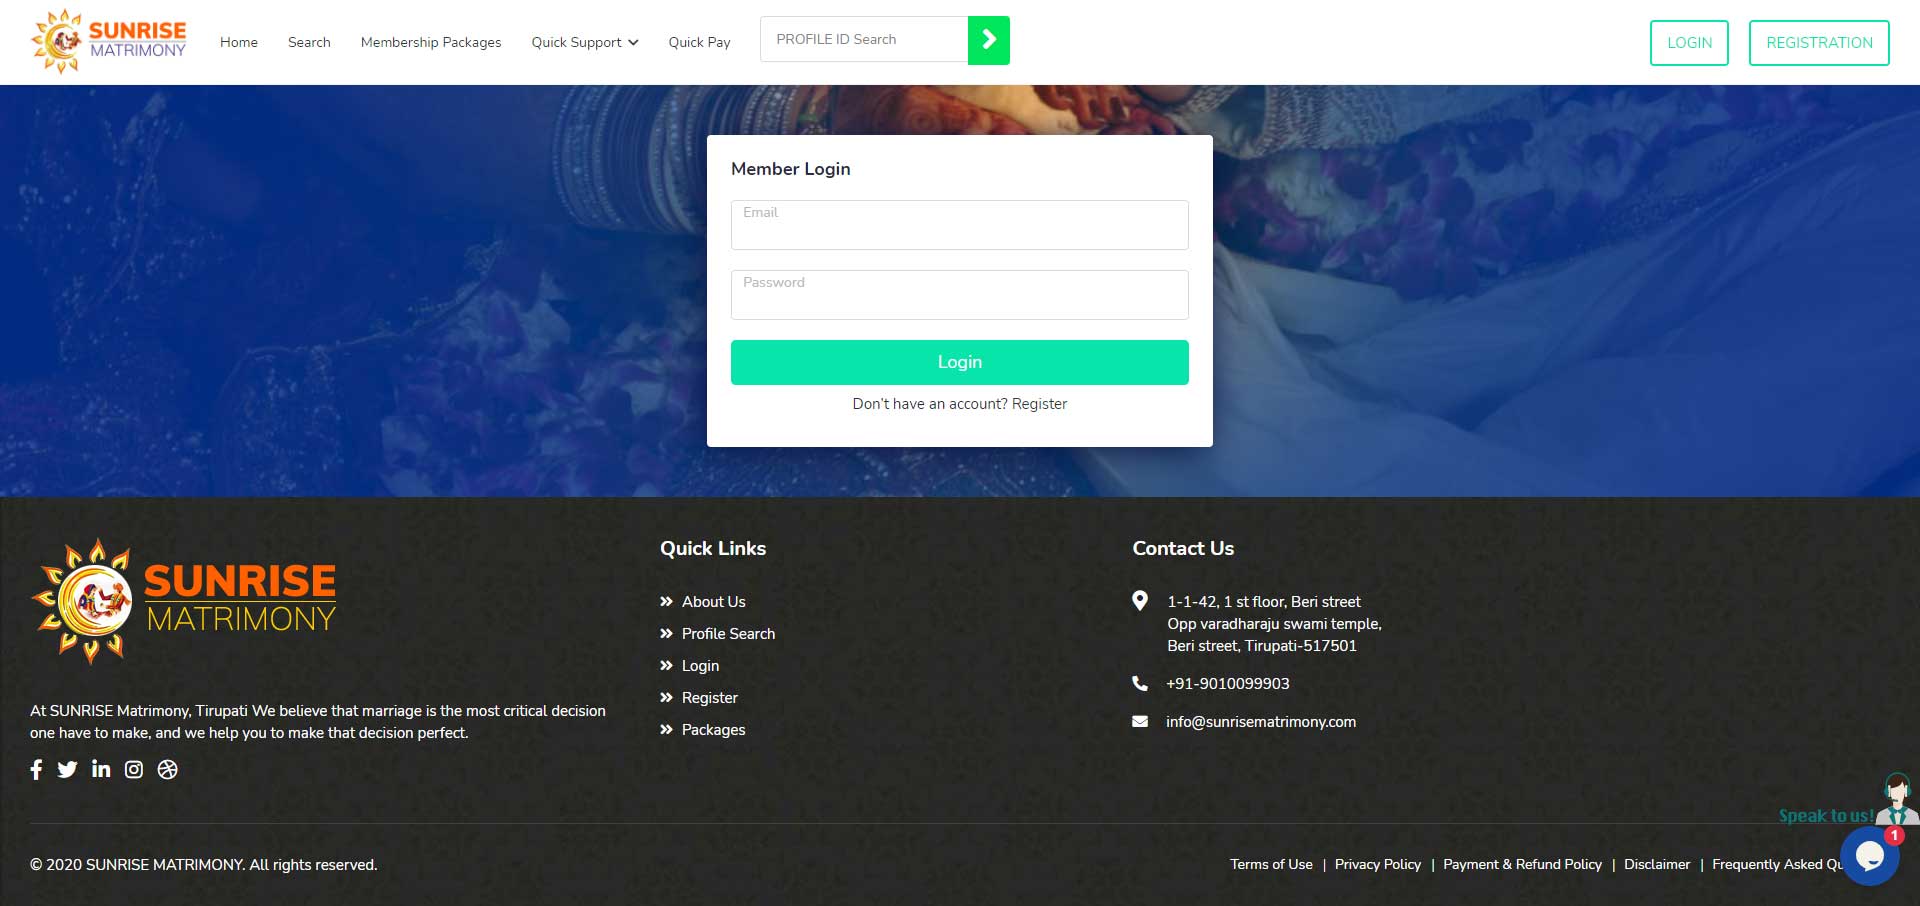 SUNRISE
MATRIMONY
Home
Search
Membership Packages
Quick Support
Quick Pay
PROFILE ID Search
LOGIN
REGISTRATION
Member Login
Email
Password
Login
Don't have an account? Register
SUNRISE
MATRIMONY
At SUNRISE Matrimony, Tirupati We believe that marriage is the most critical decision
one have to make, and we help you to make that decision perfect.
Quick Links
About Us
Profile Search
Login
Register
Packages
Contact Us
1-1-42, 1 st floor, Beri street
Opp varadharaju swami temple,
Beri street, Tirupati-517501
+91-9010099903
info@sunrisematrimony.com
Speak to us!
1
© 2020 SUNRISE MATRIMONY. All rights reserved.
Terms of Use | Privacy Policy | Payment & Refund Policy | Disclaimer | Frequently Asked